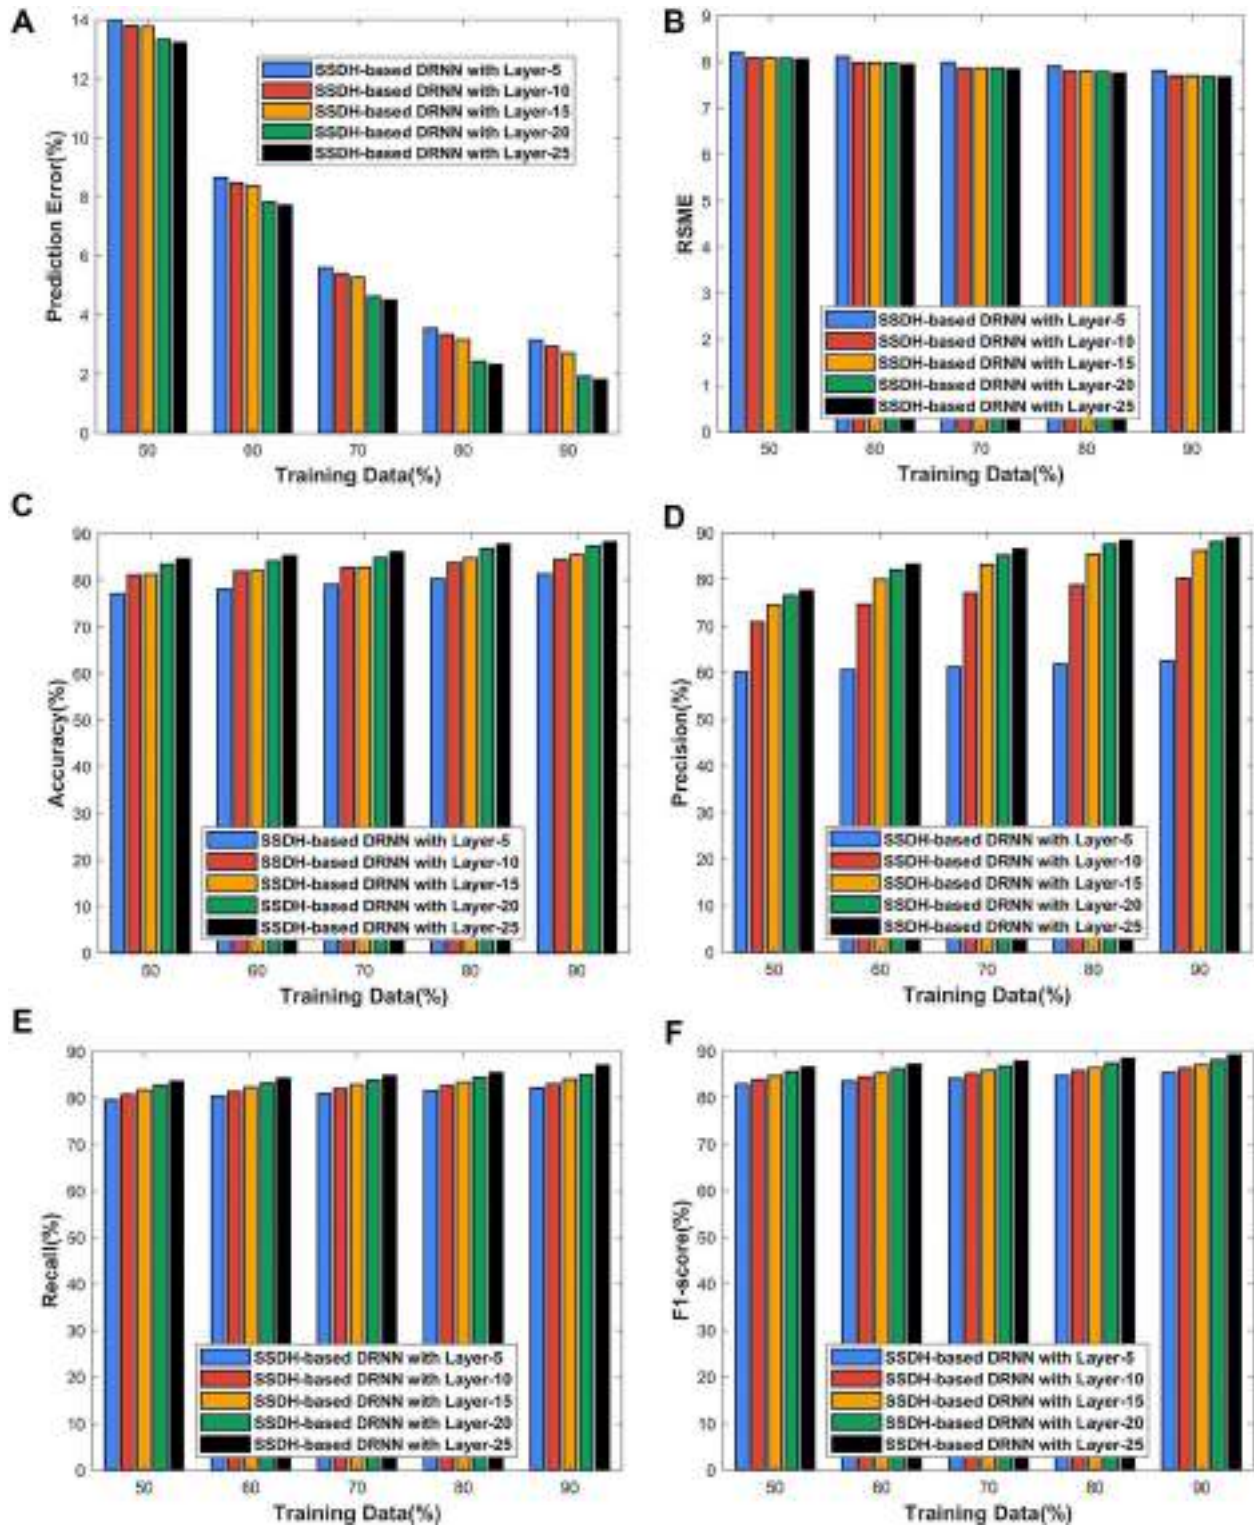 A
14
12
10
8
6
4
2
0
Prediction Error(%)
SSDH-based DRNN with Layer-5
SSDH-based DRNN with Layer-10
SSDH-based DRNN with Layer-15
SSDH-based DRNN with Layer-20
SSDH-based DRNN with Layer-25
50 60 70 80 90
Training Data(%)
B
9
8
7
6
5
4
3
2
1
0
RSME
SSDH-based DRNN with Layer-5
SSDH-based DRNN with Layer-10
SSDH-based DRNN with Layer-15
SSDH-based DRNN with Layer-20
SSDH-based DRNN with Layer-25
50 60 70 80 90
Training Data(%)
C
90
80
70
60
50
40
30
20
10
0
Accuracy(%)
SSDH-based DRNN with Layer-5
SSDH-based DRNN with Layer-10
SSDH-based DRNN with Layer-15
SSDH-based DRNN with Layer-20
SSDH-based DRNN with Layer-25
50 60 70 80 90
Training Data(%)
D
90
80
70
60
50
40
30
20
10
0
Precision(%)
SSDH-based DRNN with Layer-5
SSDH-based DRNN with Layer-10
SSDH-based DRNN with Layer-15
SSDH-based DRNN with Layer-20
SSDH-based DRNN with Layer-25
50 60 70 80 90
Training Data(%)
E
90
80
70
60
50
40
30
20
10
0
Recall(%)
SSDH-based DRNN with Layer-5
SSDH-based DRNN with Layer-10
SSDH-based DRNN with Layer-15
SSDH-based DRNN with Layer-20
SSDH-based DRNN with Layer-25
50 60 70 80 90
Training Data(%)
F
90
80
70
60
50
40
30
20
10
0
F1-score(%)
SSDH-based DRNN with Layer-5
SSDH-based DRNN with Layer-10
SSDH-based DRNN with Layer-15
SSDH-based DRNN with Layer-20
SSDH-based DRNN with Layer-25
50 60 70 80 90
Training Data(%)